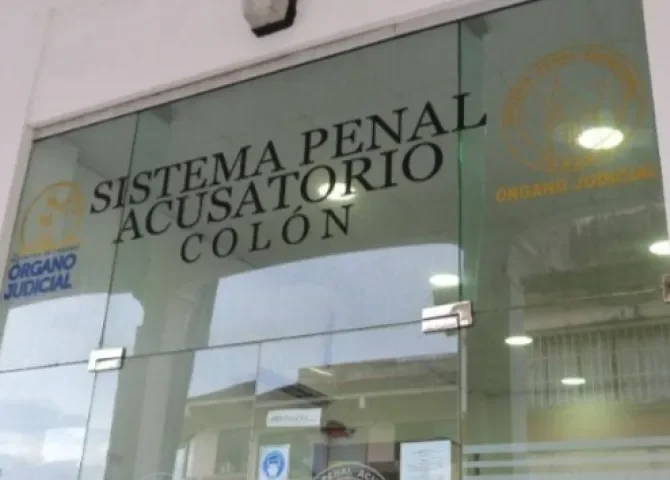 SISTEMA PENAL
ACUSATORIO
COLÓN
ÓRGANO
JUDICIAL
ÓRGANO JUDICIAL